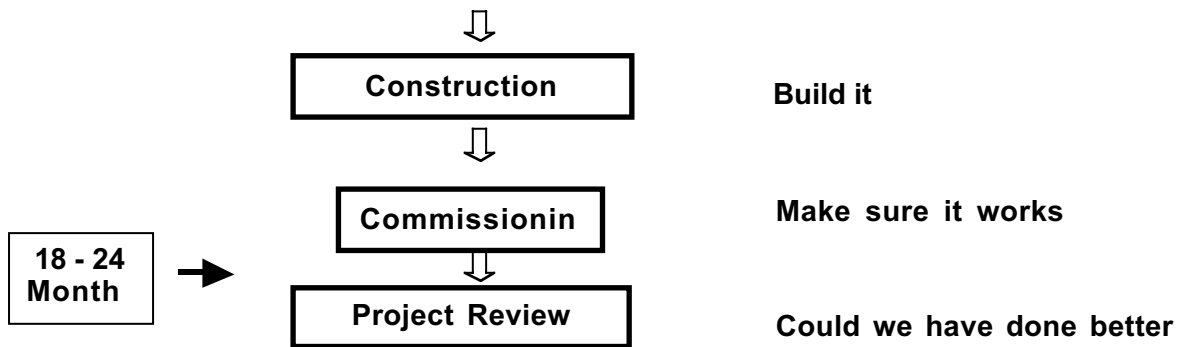 Construction
Build it
Commissionin
Make sure it works
18 - 24
Month
Project Review
Could we have done better